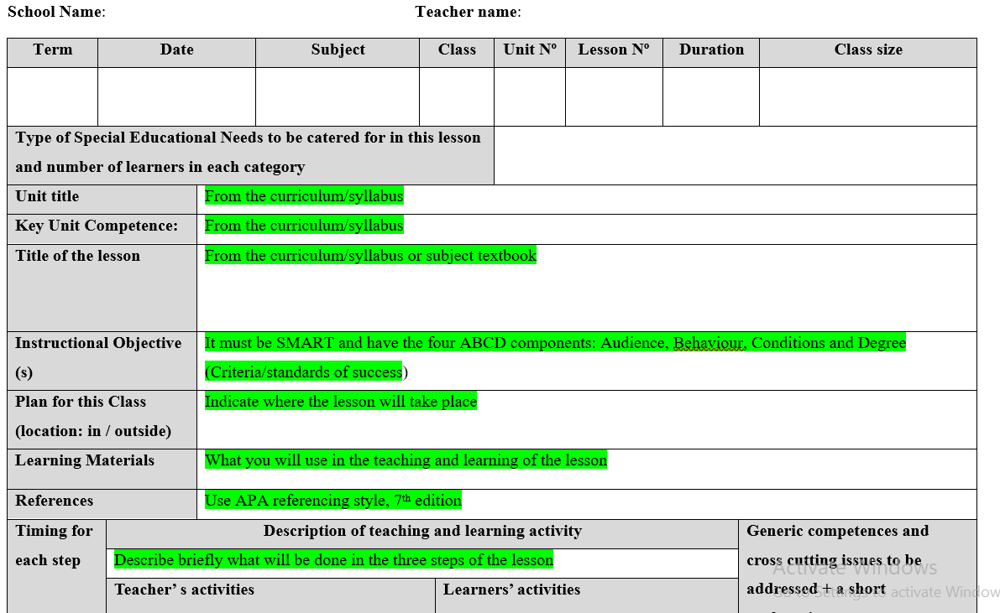 School Name: Teacher name:
Term Date Subject Class Unit Nº Lesson Nº Duration Class size
Type of Special Educational Needs to be catered for in this lesson
and number of learners in each category
Unit title From the curriculum/syllabus
Key Unit Competence: From the curriculum/syllabus
Title of the lesson From the curriculum/syllabus or subject textbook
Instructional Objective It must be SMART and have the four ABCD components: Audience, Behaviour, Conditions and Degree
(s) (Criteria/standards of success)
Plan for this Class Indicate where the lesson will take place
(location: in / outside)
Learning Materials What you will use in the teaching and learning of the lesson
References Use APA referencing style, 7th edition
Timing for Description of teaching and learning activity Generic competences and
each step Describe briefly what will be done in the three steps of the lesson cross cutting issues to be
Activate Windows
Teacher’ s activities Learners’ activities addressed + a short
Go to Settings to activate Window